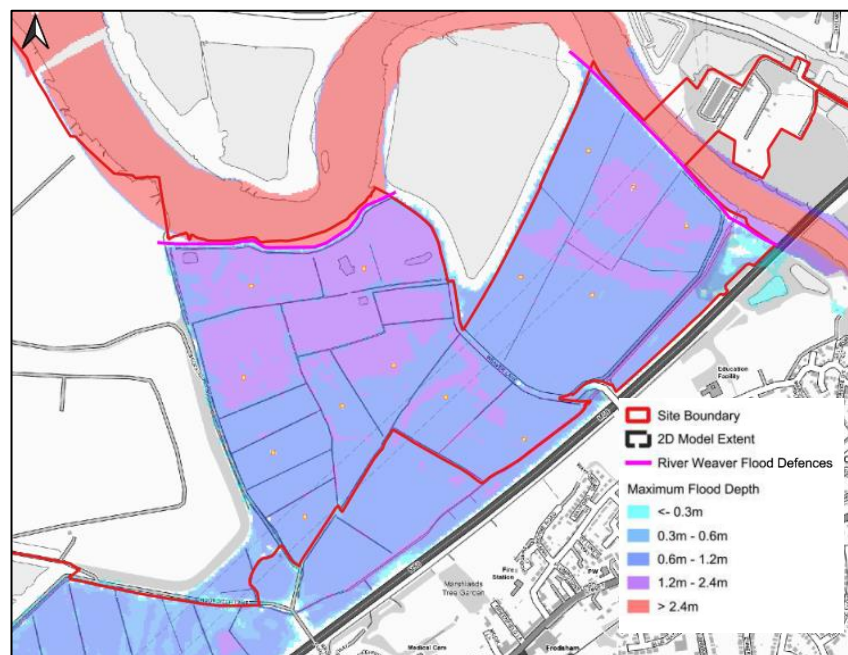 Education
Facility
M56
Site Boundary
2D Model Extent
River Weaver Flood Defences
Maximum Flood Depth
<- 0.3m
0.3m - 0.6m
0.6m - 1.2m
1.2m - 2.4m
> 2.4m
Fire
Station
PW
Marshlands
Tree Garden
Medical Care
Frodsham